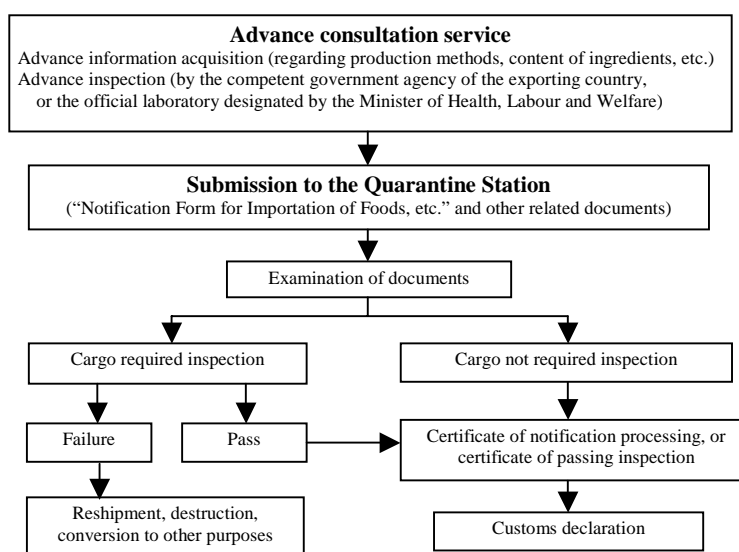 Advance consultation service
Advance information acquisition (regarding production methods, content of ingredients, etc.)
Advance inspection (by the competent government agency of the exporting country,
or the official laboratory designated by the Minister of Health, Labour and Welfare)
Submission to the Quarantine Station
(“Notification Form for Importation of Foods, etc.” and other related documents)
Examination of documents
Cargo required inspection
Cargo not required inspection
Failure
Pass
Certificate of notification processing, or
certificate of passing inspection
Reshipment, destruction,
conversion to other purposes
Customs declaration